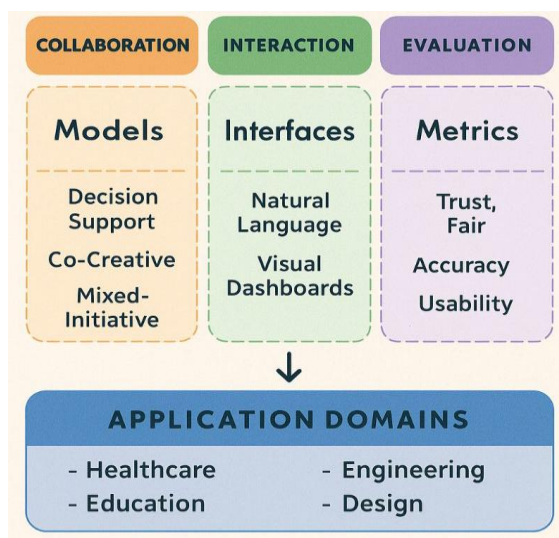 COLLABORATION
INTERACTION
EVALUATION
Models
Decision
Support
Co-Creative
Mixed-
Initiative
Interfaces
Natural
Language
Visual
Dashboards
Metrics
Trust,
Fair
Accuracy
Usability
APPLICATION DOMAINS
- Healthcare
- Education
- Engineering
- Design